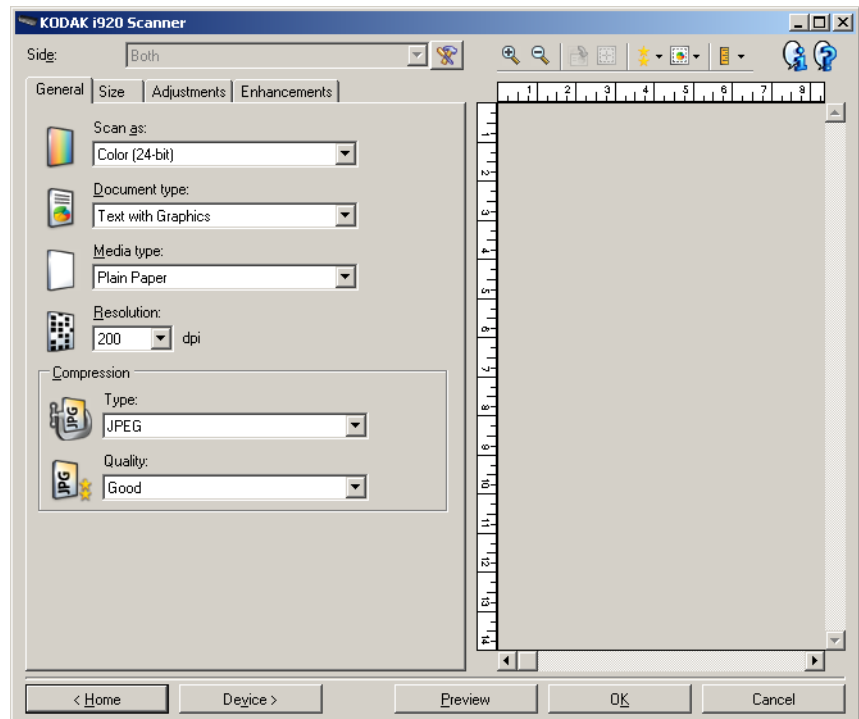 KODAK i920 Scanner
Side: Both
General Size Adjustments Enhancements
Scan as:
Color (24-bit)
Document type:
Text with Graphics
Media type:
Plain Paper
Resolution:
200 dpi
Compression
Type:
JPG JPEG
Quality:
JPG Good
1 2 3 4 5 6 7 8
1
2
3
4
5
6
7
8
9
10
11
12
13
14
< Home Device > Preview OK Cancel